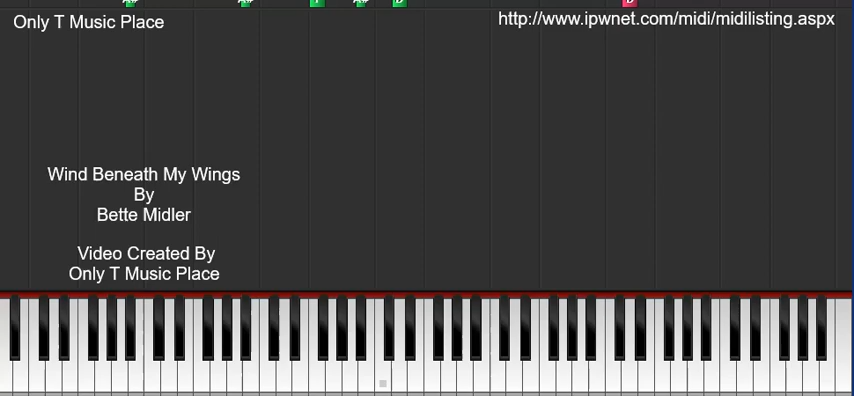 A# A# F A# D D
Only T Music Place
http://www.ipwnet.com/midi/midilisting.aspx
Wind Beneath My Wings
By
Bette Midler
Video Created By
Only T Music Place